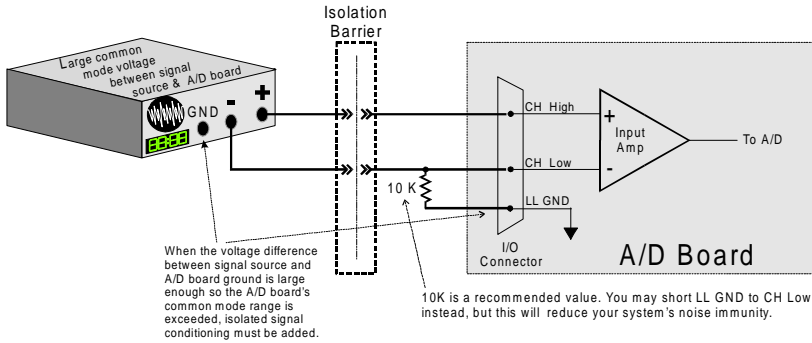 Isolation
Barrier
Large common
mode voltage
between signal
source & A/D board
GND
-
+
CH High
+
Input
Amp
To A/D
CH Low
-
10 K
LL GND
I/O
Connector
A/D Board
When the voltage difference
between signal source and
A/D board ground is large
enough so the A/D board's
common mode range is
exceeded, isolated signal
conditioning must be added.
10K is a recommended value. You may short LL GND to CH Low
instead, but this will reduce your system's noise immunity.